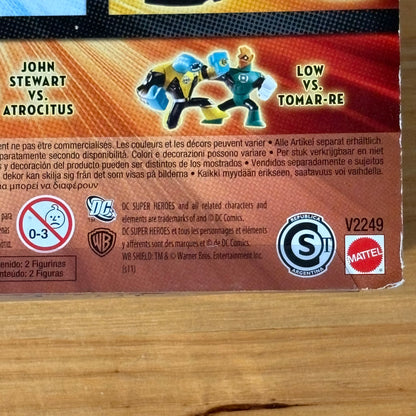 JOHN
STEWART
VS.
ATROCITUS
LOW
VS.
TOMAR-RE
ent ne pas être commercialisés. Les couleurs et les décors peuvent varier • Alle Artikel separat erhältlich
paratamente secondo disponibilità. Colori e decorazioni possono variare • Per stuk verkrijgbaar en
y decoración del producto pueden ser distintos de los mostrados • Vendidos separadamente e sujeitos
dekor kan skilja sig från det som visas på bilderna • Kaikki myydään erikseen, saatavuus voi vaihdella.
να μπορεί να διαφέρουν
para
0-3
enido: 2 Figurinas
nteúdo: 2 Figuras
DC
DC SUPER HEROES and all related characters and
elements are trademarks of and © DC Comics.
DC SUPER HEROES et tous les personnages et éléments
y afférents sont des marques et © de DC Comics.
WB SHIELD: ™ & © Warner Bros. Entertainment Inc.
(s11)
WB
REPUBLICA
S
ARGENTINA
V2249
MATTEL